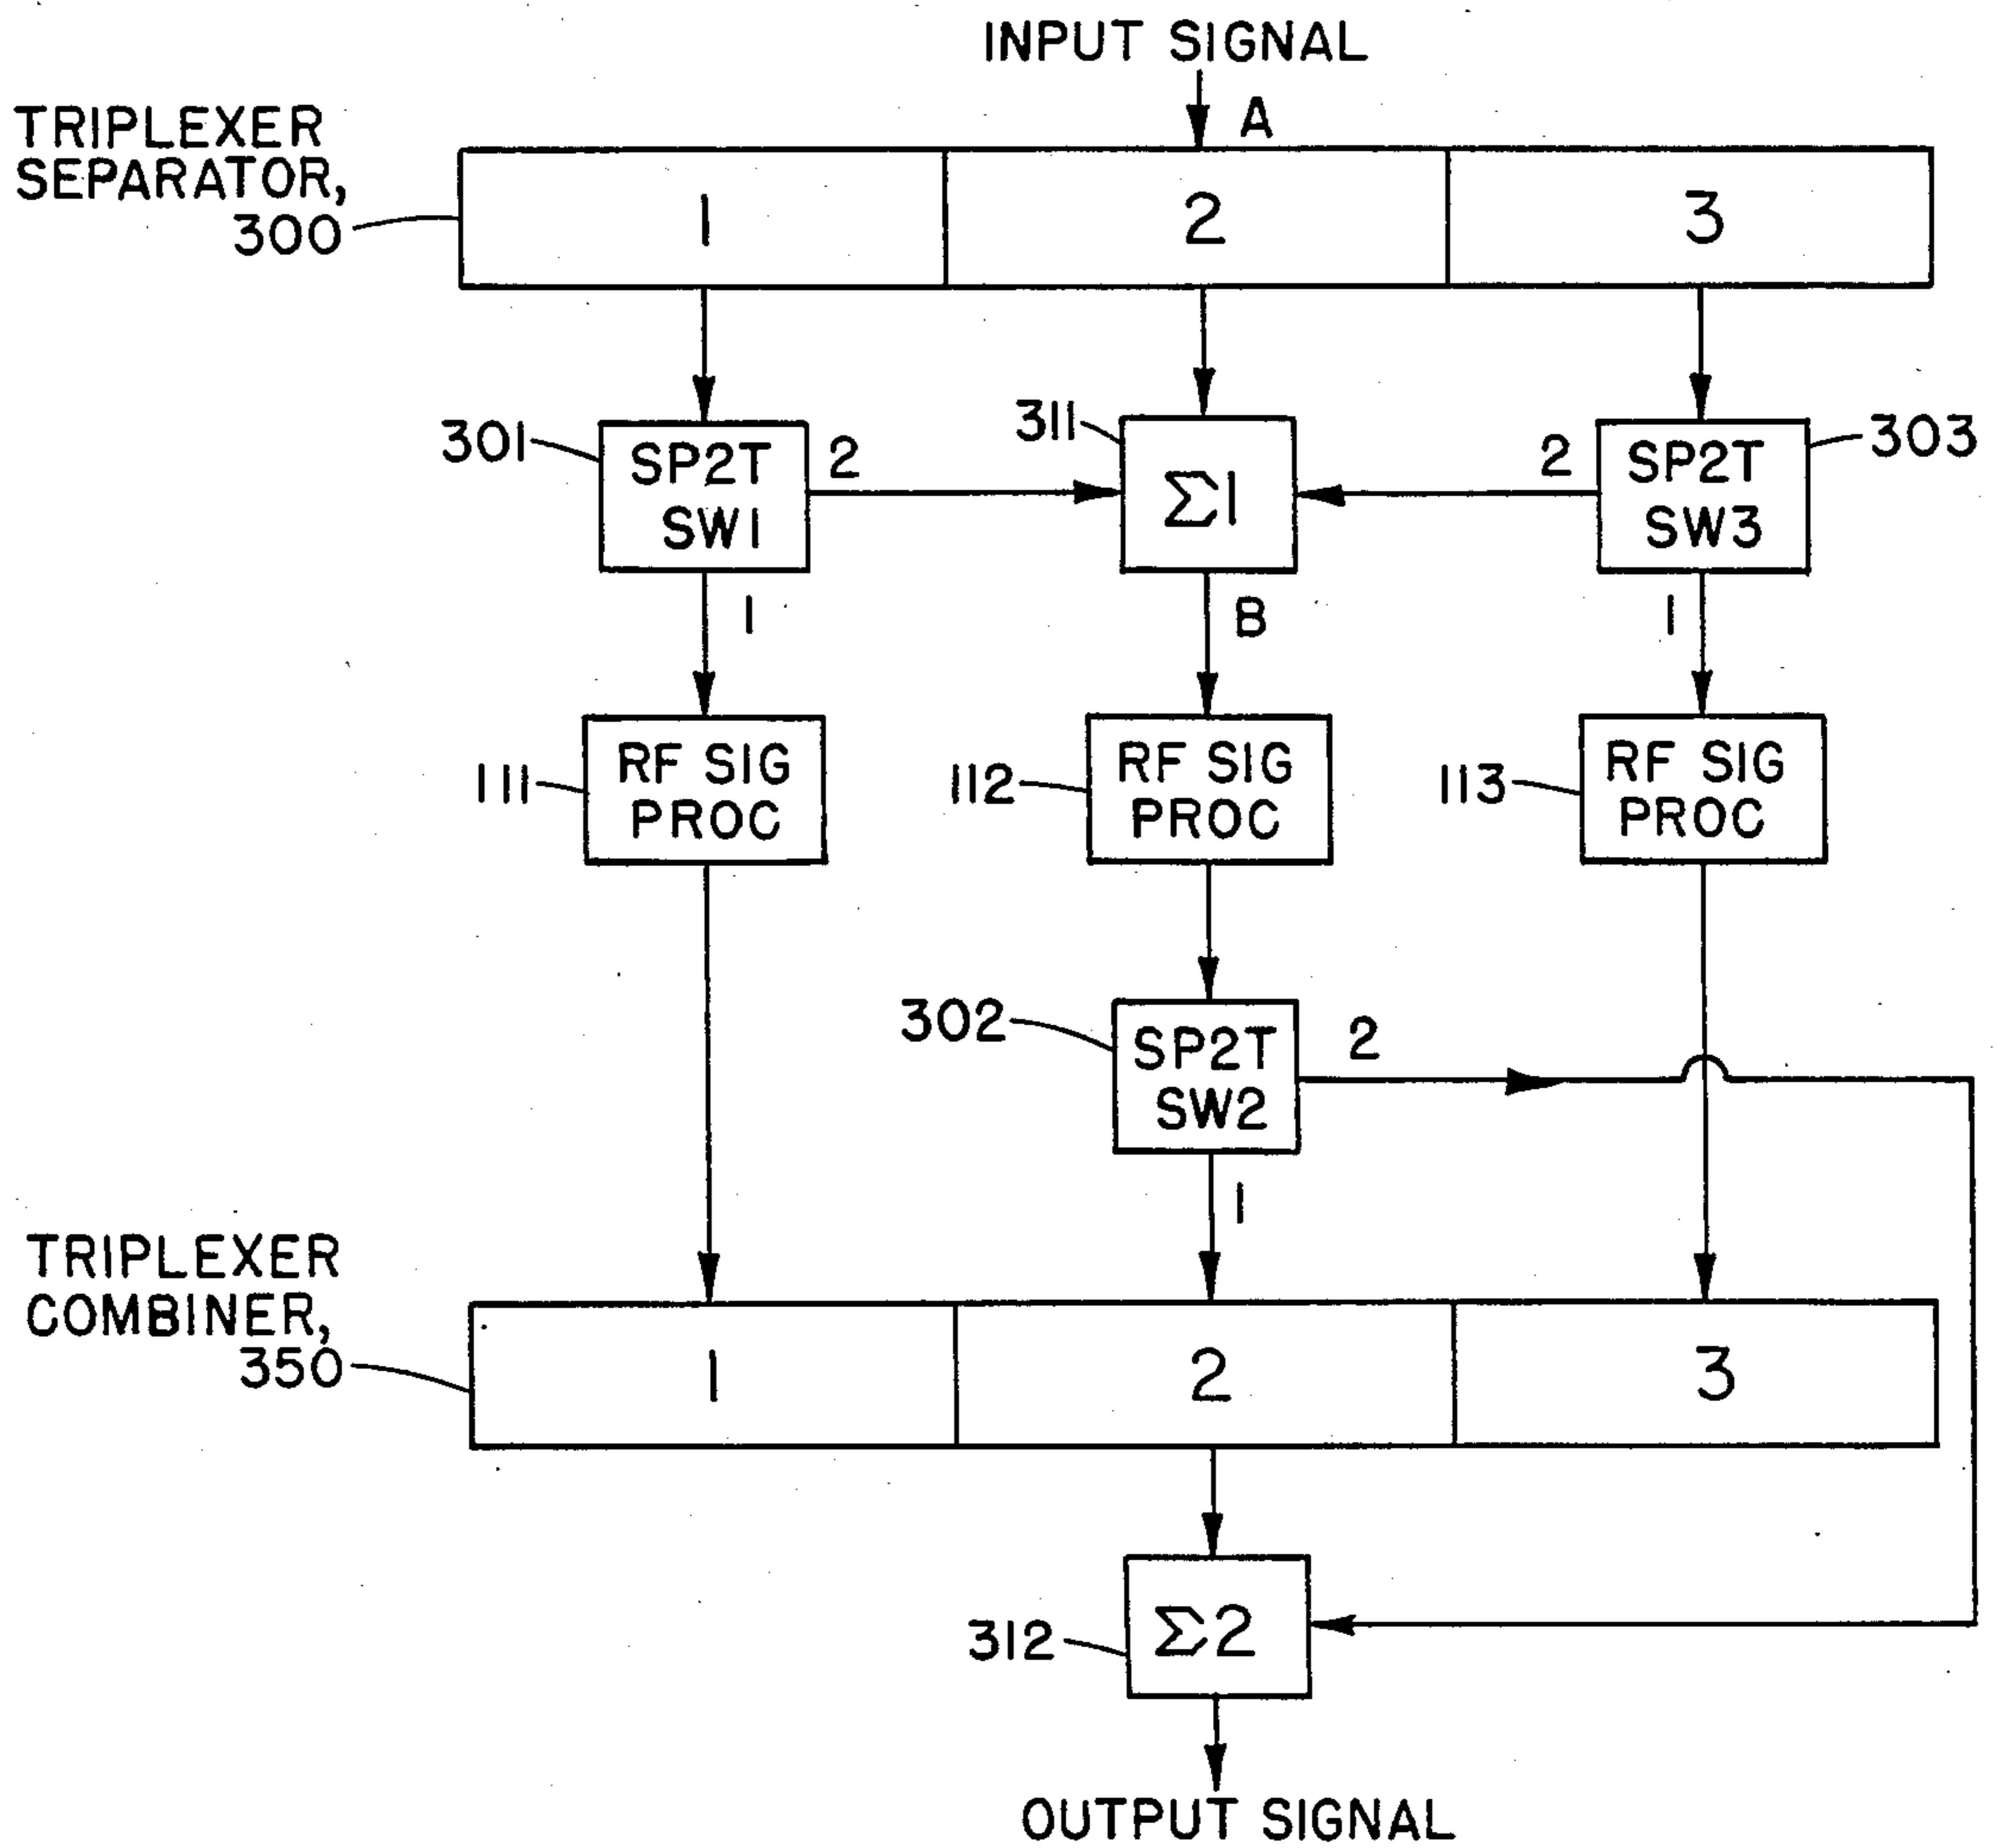 INPUT SIGNAL
A
TRIPLEXER
SEPARATOR,
300
1
2
3
301
SP2T
SW1
2
311
Σ1
2
SP2T
SW3
303
1
B
1
111
RF SIG
PROC
112
RF SIG
PROC
113
RF SIG
PROC
302
SP2T
SW2
2
1
TRIPLEXER
COMBINER,
350
1
2
3
312
Σ2
OUTPUT SIGNAL